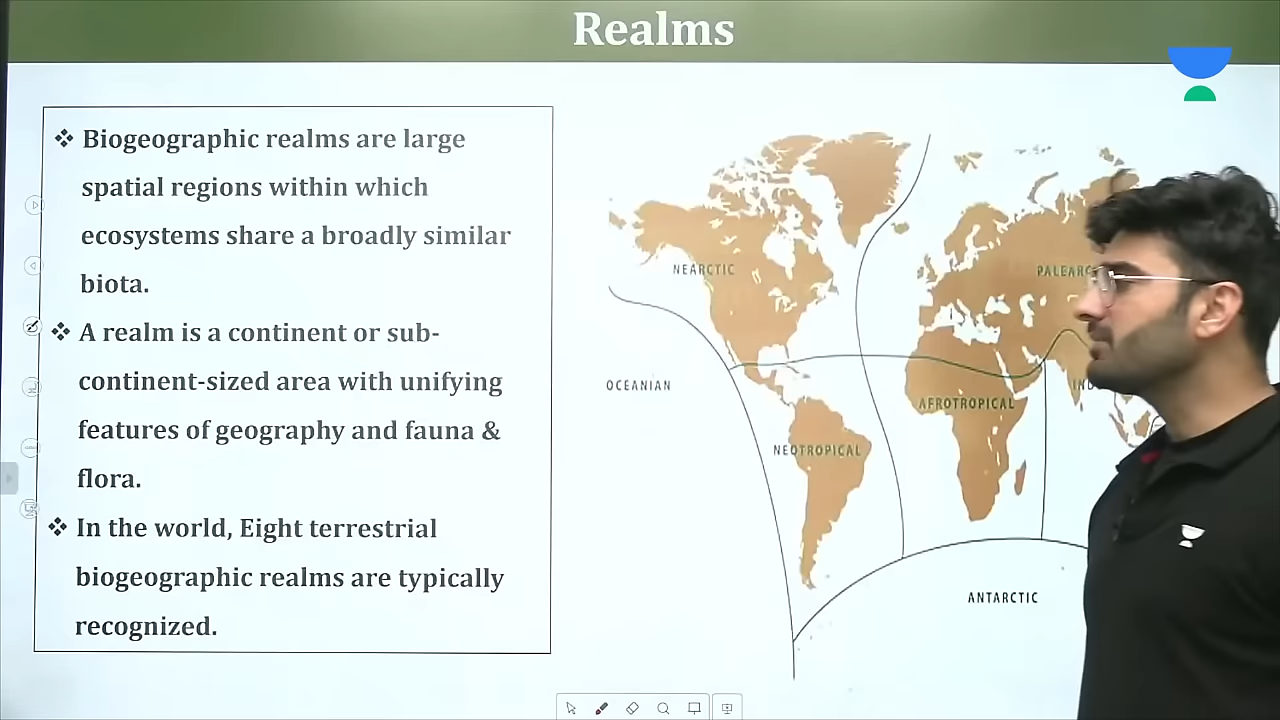 Realms
❖ Biogeographic realms are large
spatial regions within which
ecosystems share a broadly similar
biota.
❖ A realm is a continent or sub-
continent-sized area with unifying
features of geography and fauna &
flora.
❖ In the world, Eight terrestrial
biogeographic realms are typically
recognized.
NEARCTIC
PALEARC
OCEANIAN
AFROTROPICAL
NEOTROPICAL
ANTARCTIC